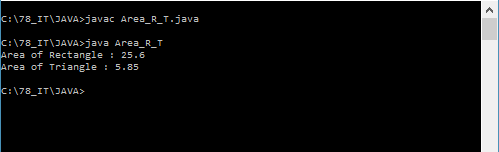 C:\78_IT\JAVA>javac Area_R_T.java
C:\78_IT\JAVA>java Area_R_T
Area of Rectangle : 25.6
Area of Triangle : 5.85
C:\78_IT\JAVA>